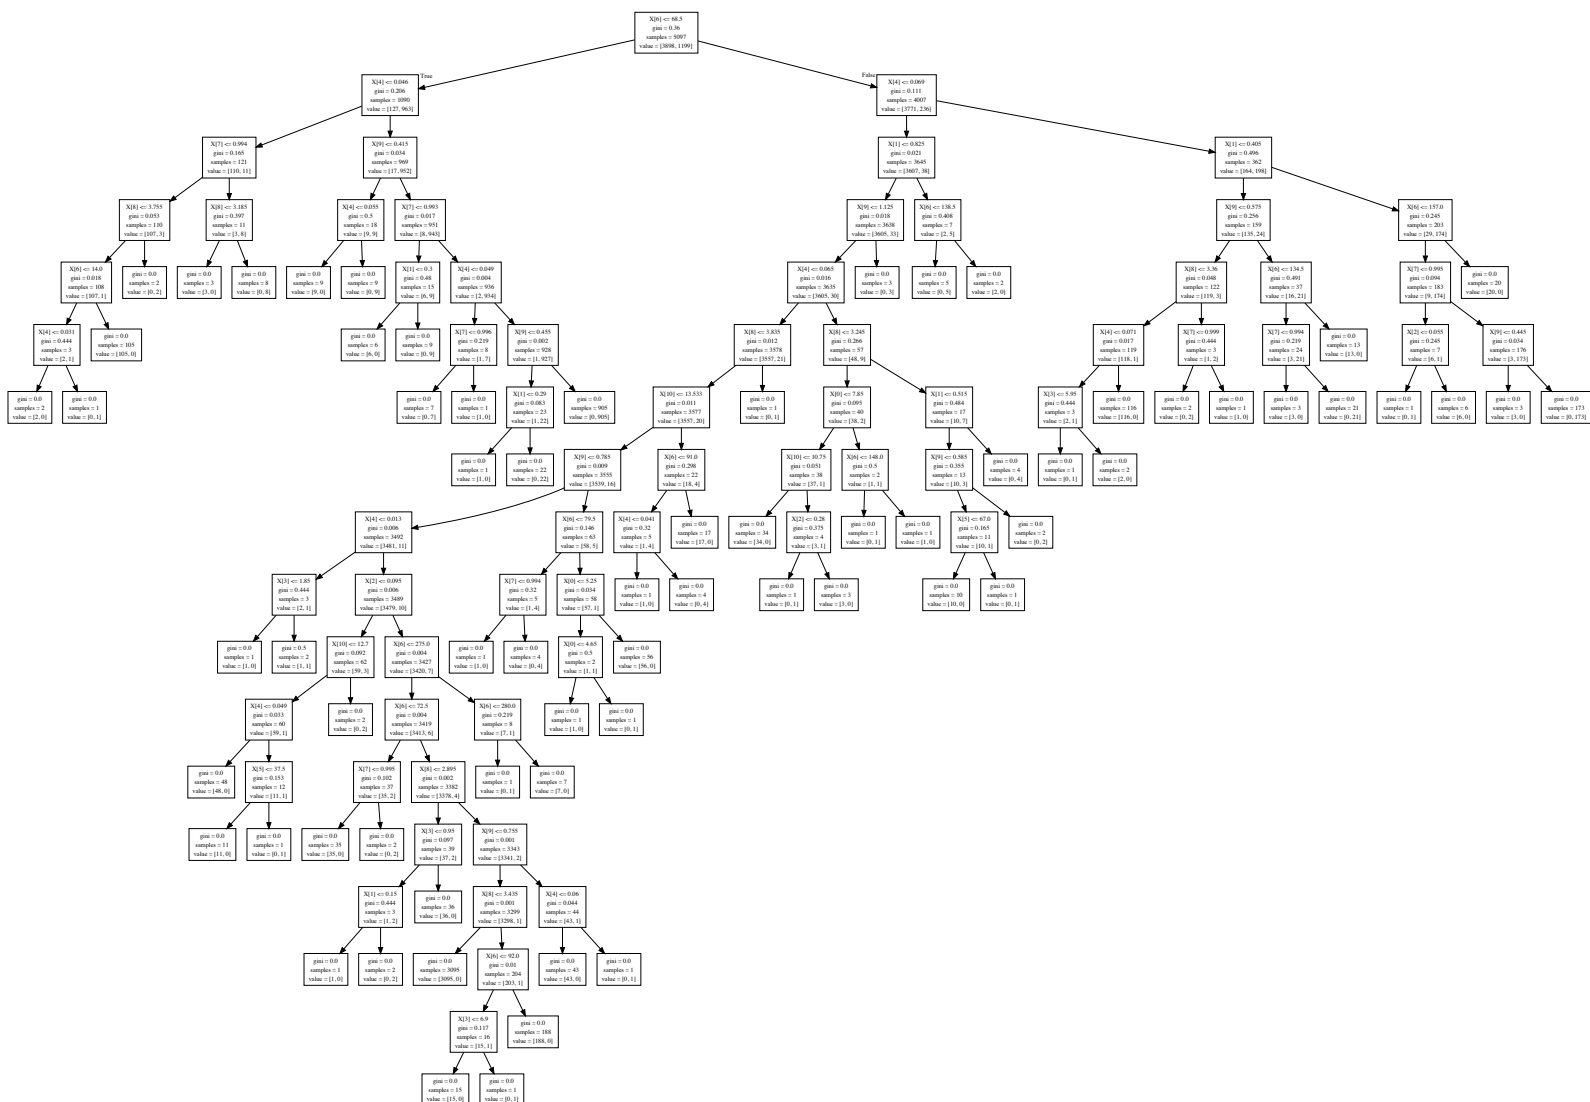 X[6] <= 68.5
gini = 0.36
samples = 5097
value = [3898, 1199]
True
False
X[4] <= 0.046
gini = 0.206
samples = 1090
value = [127, 963]
X[4] <= 0.069
gini = 0.111
samples = 4007
value = [3771, 236]
X[7] <= 0.994
gini = 0.165
samples = 121
value = [110, 11]
X[9] <= 0.415
gini = 0.034
samples = 969
value = [17, 952]
X[1] <= 0.825
gini = 0.021
samples = 3645
value = [3607, 38]
X[1] <= 0.405
gini = 0.496
samples = 362
value = [164, 198]
X[8] <= 3.755
gini = 0.053
samples = 110
value = [107, 3]
X[8] <= 3.185
gini = 0.397
samples = 11
value = [3, 8]
X[4] <= 0.055
gini = 0.5
samples = 18
value = [9, 9]
X[7] <= 0.993
gini = 0.017
samples = 951
value = [8, 943]
X[9] <= 1.125
gini = 0.018
samples = 3638
value = [3605, 33]
X[6] <= 138.5
gini = 0.408
samples = 7
value = [2, 5]
X[9] <= 0.575
gini = 0.256
samples = 159
value = [135, 24]
X[6] <= 157.0
gini = 0.245
samples = 203
value = [29, 174]
X[6] <= 14.0
gini = 0.018
samples = 108
value = [107, 1]
gini = 0.0
samples = 2
value = [0, 2]
gini = 0.0
samples = 3
value = [3, 0]
gini = 0.0
samples = 8
value = [0, 8]
gini = 0.0
samples = 9
value = [9, 0]
gini = 0.0
samples = 9
value = [0, 9]
X[1] <= 0.3
gini = 0.48
samples = 15
value = [6, 9]
X[4] <= 0.049
gini = 0.004
samples = 936
value = [2, 934]
X[4] <= 0.065
gini = 0.016
samples = 3635
value = [3605, 30]
gini = 0.0
samples = 3
value = [0, 3]
gini = 0.0
samples = 5
value = [0, 5]
gini = 0.0
samples = 2
value = [2, 0]
X[8] <= 3.36
gini = 0.048
samples = 122
value = [119, 3]
X[6] <= 134.5
gini = 0.491
samples = 37
value = [16, 21]
X[7] <= 0.995
gini = 0.094
samples = 183
value = [9, 174]
gini = 0.0
samples = 20
value = [20, 0]
X[4] <= 0.031
gini = 0.444
samples = 3
value = [2, 1]
gini = 0.0
samples = 105
value = [105, 0]
gini = 0.0
samples = 6
value = [6, 0]
gini = 0.0
samples = 9
value = [0, 9]
X[7] <= 0.996
gini = 0.219
samples = 8
value = [1, 7]
X[9] <= 0.455
gini = 0.002
samples = 928
value = [1, 927]
X[8] <= 3.835
gini = 0.012
samples = 3578
value = [3557, 21]
X[8] <= 3.245
gini = 0.266
samples = 57
value = [48, 9]
X[4] <= 0.071
gini = 0.017
samples = 119
value = [118, 1]
X[7] <= 0.999
gini = 0.444
samples = 3
value = [1, 2]
X[7] <= 0.994
gini = 0.219
samples = 24
value = [3, 21]
gini = 0.0
samples = 13
value = [13, 0]
X[2] <= 0.055
gini = 0.245
samples = 7
value = [6, 1]
X[9] <= 0.445
gini = 0.034
samples = 176
value = [3, 173]
gini = 0.0
samples = 2
value = [2, 0]
gini = 0.0
samples = 1
value = [0, 1]
gini = 0.0
samples = 7
value = [0, 7]
gini = 0.0
samples = 1
value = [1, 0]
X[1] <= 0.29
gini = 0.083
samples = 23
value = [1, 22]
gini = 0.0
samples = 905
value = [0, 905]
X[10] <= 13.533
gini = 0.011
samples = 3577
value = [3557, 20]
gini = 0.0
samples = 1
value = [0, 1]
X[0] <= 7.85
gini = 0.095
samples = 40
value = [38, 2]
X[1] <= 0.515
gini = 0.484
samples = 17
value = [10, 7]
X[3] <= 5.95
gini = 0.444
samples = 3
value = [2, 1]
gini = 0.0
samples = 116
value = [116, 0]
gini = 0.0
samples = 2
value = [0, 2]
gini = 0.0
samples = 1
value = [1, 0]
gini = 0.0
samples = 3
value = [3, 0]
gini = 0.0
samples = 21
value = [0, 21]
gini = 0.0
samples = 1
value = [0, 1]
gini = 0.0
samples = 6
value = [6, 0]
gini = 0.0
samples = 3
value = [3, 0]
gini = 0.0
samples = 173
value = [0, 173]
gini = 0.0
samples = 1
value = [1, 0]
gini = 0.0
samples = 22
value = [0, 22]
X[9] <= 0.785
gini = 0.009
samples = 3555
value = [3539, 16]
X[6] <= 91.0
gini = 0.298
samples = 22
value = [18, 4]
X[10] <= 10.75
gini = 0.051
samples = 38
value = [37, 1]
X[6] <= 148.0
gini = 0.5
samples = 2
value = [1, 1]
X[9] <= 0.585
gini = 0.355
samples = 13
value = [10, 3]
gini = 0.0
samples = 4
value = [0, 4]
gini = 0.0
samples = 1
value = [0, 1]
gini = 0.0
samples = 2
value = [2, 0]
X[4] <= 0.013
gini = 0.006
samples = 3492
value = [3481, 11]
X[6] <= 79.5
gini = 0.146
samples = 63
value = [58, 5]
X[4] <= 0.041
gini = 0.32
samples = 5
value = [1, 4]
gini = 0.0
samples = 17
value = [17, 0]
gini = 0.0
samples = 34
value = [34, 0]
X[2] <= 0.28
gini = 0.375
samples = 4
value = [3, 1]
gini = 0.0
samples = 1
value = [0, 1]
gini = 0.0
samples = 1
value = [1, 0]
X[5] <= 67.0
gini = 0.165
samples = 11
value = [10, 1]
gini = 0.0
samples = 2
value = [0, 2]
X[3] <= 1.85
gini = 0.444
samples = 3
value = [2, 1]
X[2] <= 0.095
gini = 0.006
samples = 3489
value = [3479, 10]
X[7] <= 0.994
gini = 0.32
samples = 5
value = [1, 4]
X[0] <= 5.25
gini = 0.034
samples = 58
value = [57, 1]
gini = 0.0
samples = 1
value = [1, 0]
gini = 0.0
samples = 4
value = [0, 4]
gini = 0.0
samples = 1
value = [0, 1]
gini = 0.0
samples = 3
value = [3, 0]
gini = 0.0
samples = 10
value = [10, 0]
gini = 0.0
samples = 1
value = [0, 1]
gini = 0.0
samples = 1
value = [1, 0]
gini = 0.5
samples = 2
value = [1, 1]
X[10] <= 12.7
gini = 0.092
samples = 62
value = [59, 3]
X[6] <= 275.0
gini = 0.004
samples = 3427
value = [3420, 7]
gini = 0.0
samples = 1
value = [1, 0]
gini = 0.0
samples = 4
value = [0, 4]
X[0] <= 4.65
gini = 0.5
samples = 2
value = [1, 1]
gini = 0.0
samples = 56
value = [56, 0]
X[4] <= 0.049
gini = 0.033
samples = 60
value = [59, 1]
gini = 0.0
samples = 2
value = [0, 2]
X[6] <= 72.5
gini = 0.004
samples = 3419
value = [3413, 6]
X[6] <= 280.0
gini = 0.219
samples = 8
value = [7, 1]
gini = 0.0
samples = 1
value = [1, 0]
gini = 0.0
samples = 1
value = [0, 1]
gini = 0.0
samples = 48
value = [48, 0]
X[5] <= 37.5
gini = 0.153
samples = 12
value = [11, 1]
X[7] <= 0.995
gini = 0.102
samples = 37
value = [35, 2]
X[8] <= 2.895
gini = 0.002
samples = 3382
value = [3378, 4]
gini = 0.0
samples = 1
value = [0, 1]
gini = 0.0
samples = 7
value = [7, 0]
gini = 0.0
samples = 11
value = [11, 0]
gini = 0.0
samples = 1
value = [0, 1]
gini = 0.0
samples = 35
value = [35, 0]
gini = 0.0
samples = 2
value = [0, 2]
X[3] <= 0.95
gini = 0.097
samples = 39
value = [37, 2]
X[9] <= 0.755
gini = 0.001
samples = 3343
value = [3341, 2]
X[1] <= 0.15
gini = 0.444
samples = 3
value = [1, 2]
gini = 0.0
samples = 36
value = [36, 0]
X[8] <= 3.435
gini = 0.001
samples = 3299
value = [3298, 1]
X[4] <= 0.06
gini = 0.044
samples = 44
value = [43, 1]
gini = 0.0
samples = 1
value = [1, 0]
gini = 0.0
samples = 2
value = [0, 2]
gini = 0.0
samples = 3095
value = [3095, 0]
X[6] <= 92.0
gini = 0.01
samples = 204
value = [203, 1]
gini = 0.0
samples = 43
value = [43, 0]
gini = 0.0
samples = 1
value = [0, 1]
X[3] <= 6.9
gini = 0.117
samples = 16
value = [15, 1]
gini = 0.0
samples = 188
value = [188, 0]
gini = 0.0
samples = 15
value = [15, 0]
gini = 0.0
samples = 1
value = [0, 1]